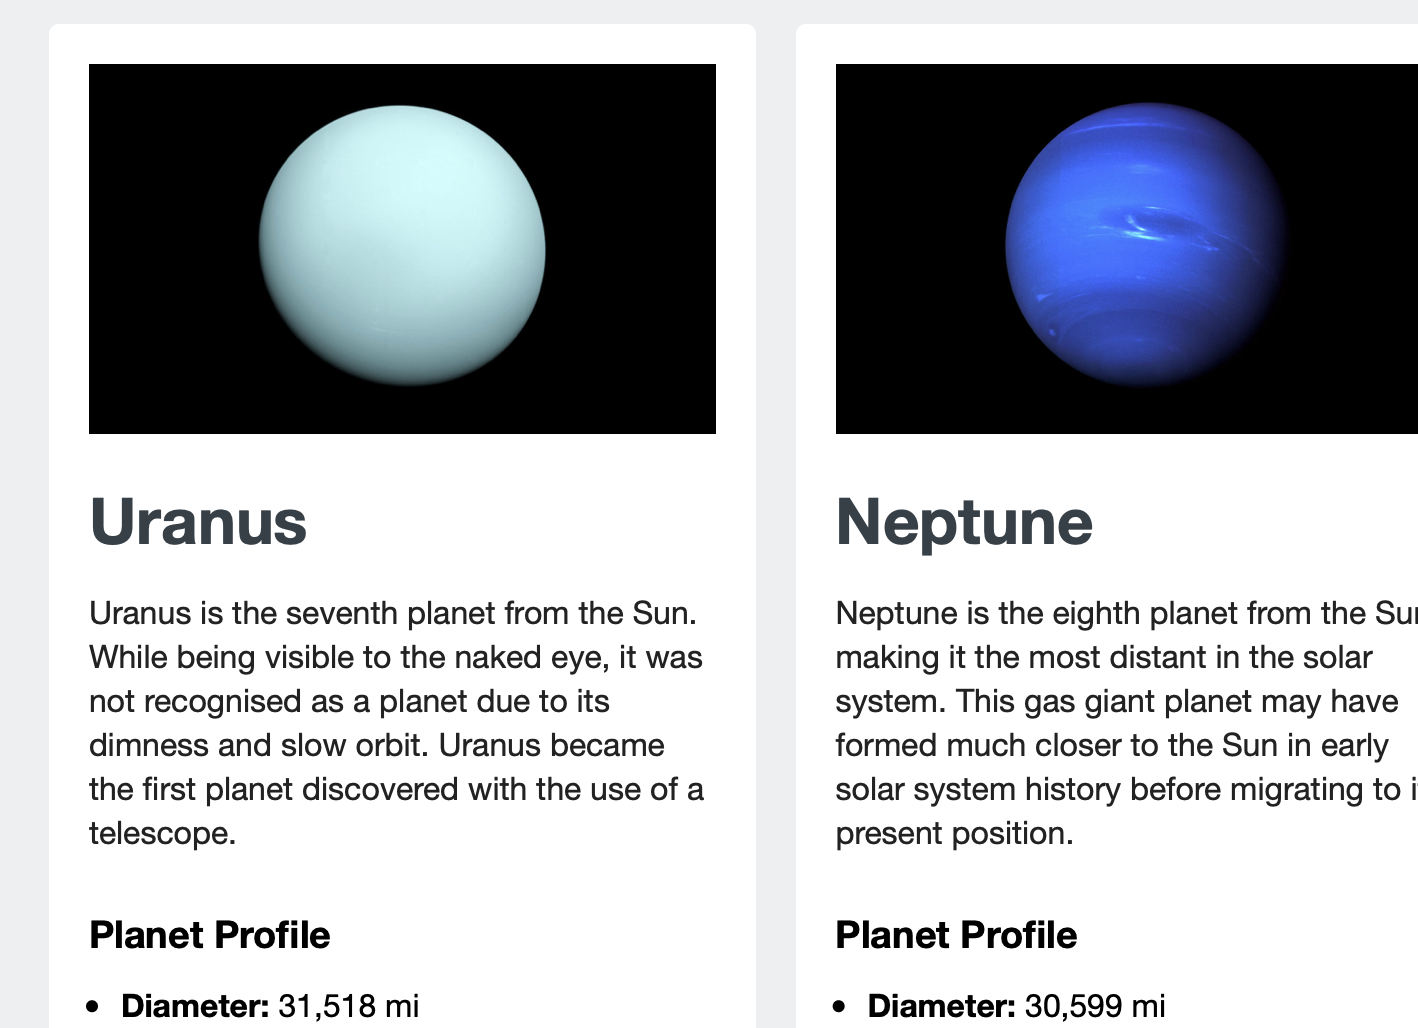 Uranus
Uranus is the seventh planet from the Sun.
While being visible to the naked eye, it was
not recognised as a planet due to its
dimness and slow orbit. Uranus became
the first planet discovered with the use of a
telescope.
Planet Profile
• Diameter: 31,518 mi
Neptune
Neptune is the eighth planet from the
making it the most distant in the solar
system. This gas giant planet may have
formed much closer to the Sun in early
solar system history before migrating to
present position.
Planet Profile
• Diameter: 30,599 mi